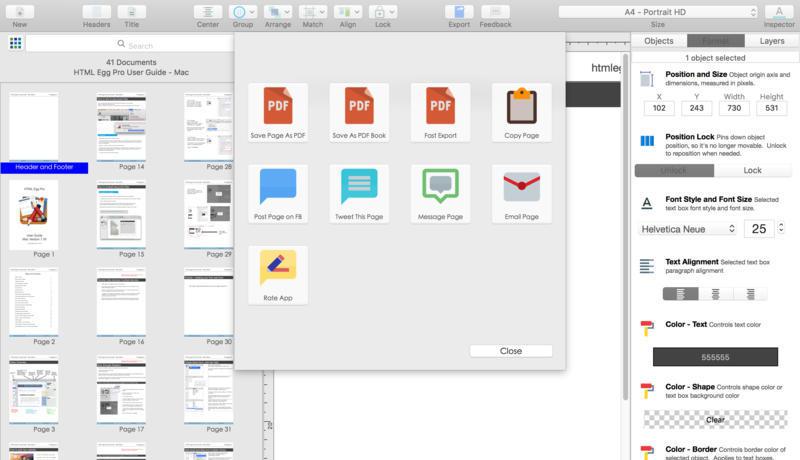 New
Headers
Title
Center
Group
Arrange
Match
Align
Lock
Export
Feedback
A4 - Portrait HD
Size
Inspector
Search
41 Documents
HTML Egg Pro User Guide - Mac
Header and Footer
Page 14
Page 28
HTML Egg Pro
User Guide
Page 1
Page 15
Page 29
Page 2
Page 16
Page 30
Page 3
Page 17
Page 31
Save Page As PDF
Save As PDF Book
Fast Export
Copy Page
Post Page on FB
Tweet This Page
Message Page
Email Page
Rate App
Close
htmleg
20
Objects
Format
Layers
1 object selected
Position and Size Object origin axis and
dimensions, measured in pixels.
X
Y
Width
Height
102
243
730
531
Position Lock Pins down object
position, so it's no longer movable. Unlock
to reposition when needed.
Unlock
Lock
Font Style and Font Size Selected
text box font style and font size.
Helvetica Neue
25
Text Alignment Selected text box
paragraph alignment
Color - Text Controls text color
555555
Color - Shape Controls shape color or
text box background color
Clear
Color - Border Controls border color of
selected object. Applies to text boxes.